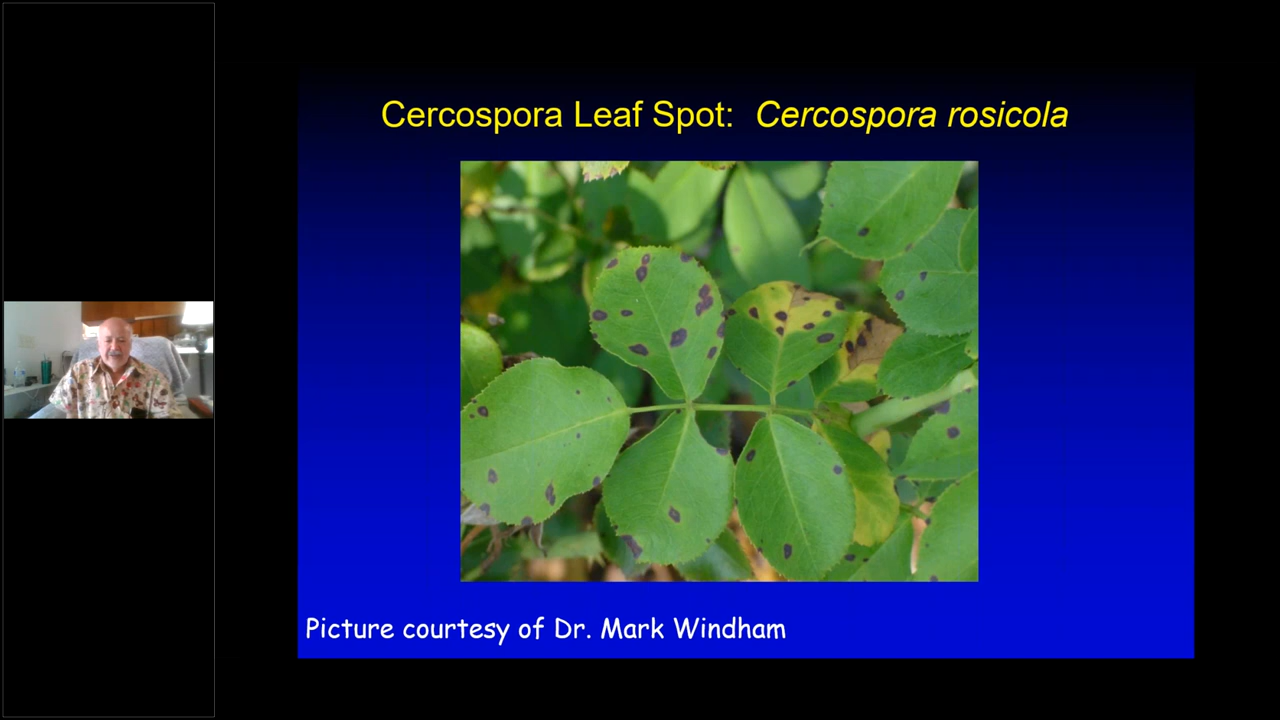 Cercospora Leaf Spot: Cercospora rosicola
Picture courtesy of Dr. Mark Windham